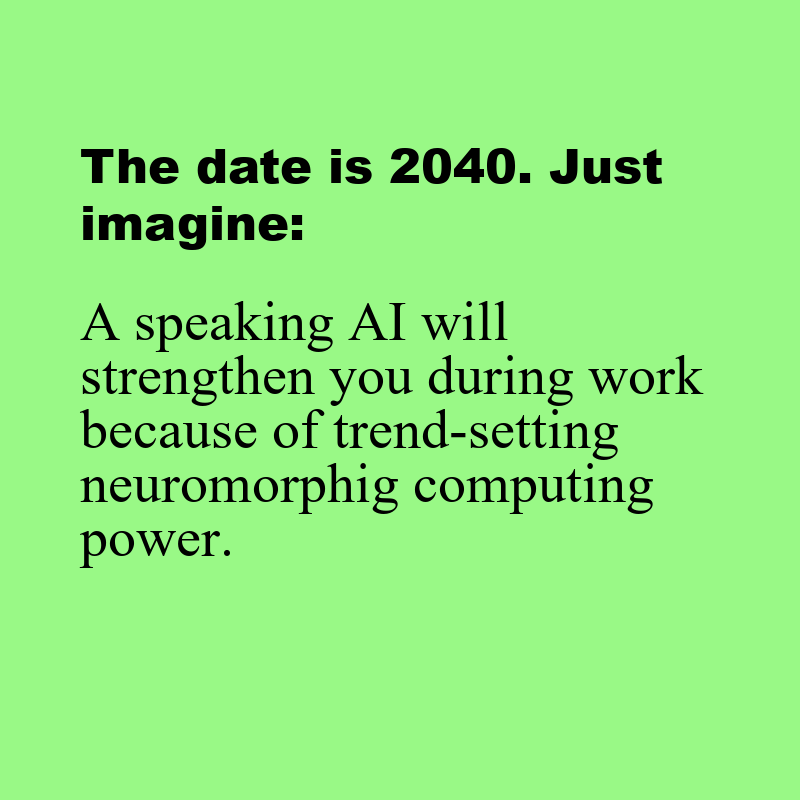 The date is 2040. Just
imagine:
A speaking AI will
strengthen you during work
because of trend-setting
neuromorphig computing
power.